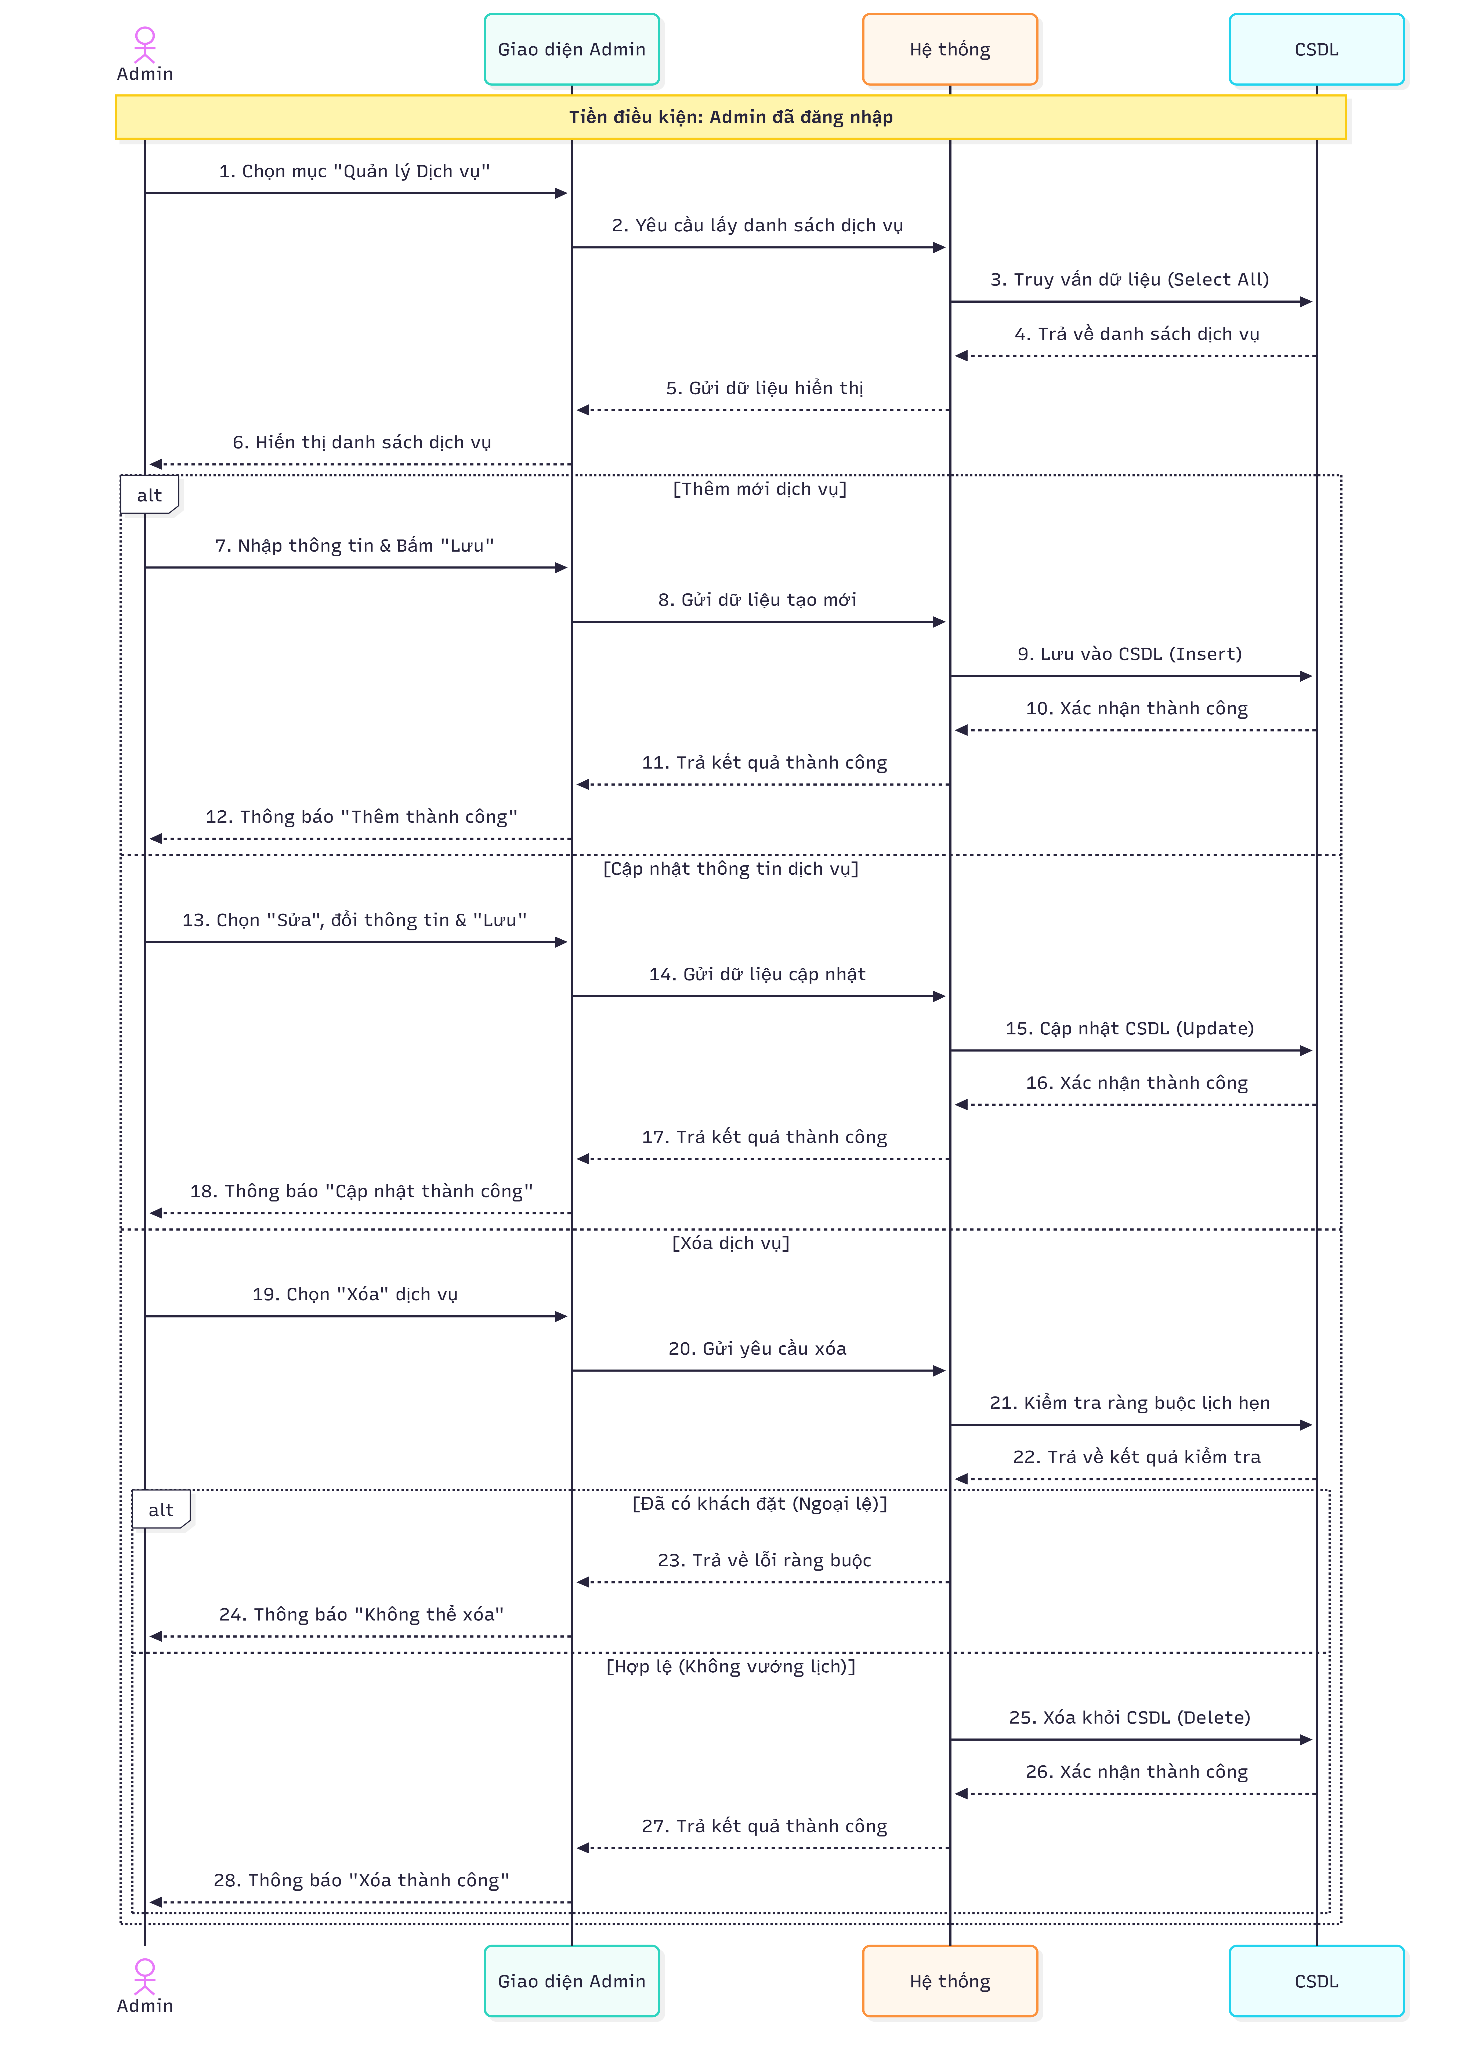 Admin
Giao diện Admin
Hệ thống
CSDL
Tiền điều kiện: Admin đã đăng nhập
1. Chọn mục "Quản lý Dịch vụ"
2. Yêu cầu lấy danh sách dịch vụ
3. Truy vấn dữ liệu (Select All)
4. Trả về danh sách dịch vụ
5. Gửi dữ liệu hiển thị
6. Hiển thị danh sách dịch vụ
alt
[Thêm mới dịch vụ]
7. Nhập thông tin & Bấm "Lưu"
8. Gửi dữ liệu tạo mới
9. Lưu vào CSDL (Insert)
10. Xác nhận thành công
11. Trả kết quả thành công
12. Thông báo "Thêm thành công"
[Cập nhật thông tin dịch vụ]
13. Chọn "Sửa", đổi thông tin & "Lưu"
14. Gửi dữ liệu cập nhật
15. Cập nhật CSDL (Update)
16. Xác nhận thành công
17. Trả kết quả thành công
18. Thông báo "Cập nhật thành công"
[Xóa dịch vụ]
19. Chọn "Xóa" dịch vụ
20. Gửi yêu cầu xóa
21. Kiểm tra ràng buộc lịch hẹn
22. Trả về kết quả kiểm tra
alt
[Đã có khách đặt (Ngoại lệ)]
23. Trả về lỗi ràng buộc
24. Thông báo "Không thể xóa"
[Hợp lệ (Không vướng lịch)]
25. Xóa khỏi CSDL (Delete)
26. Xác nhận thành công
27. Trả kết quả thành công
28. Thông báo "Xóa thành công"
Admin
Giao diện Admin
Hệ thống
CSDL